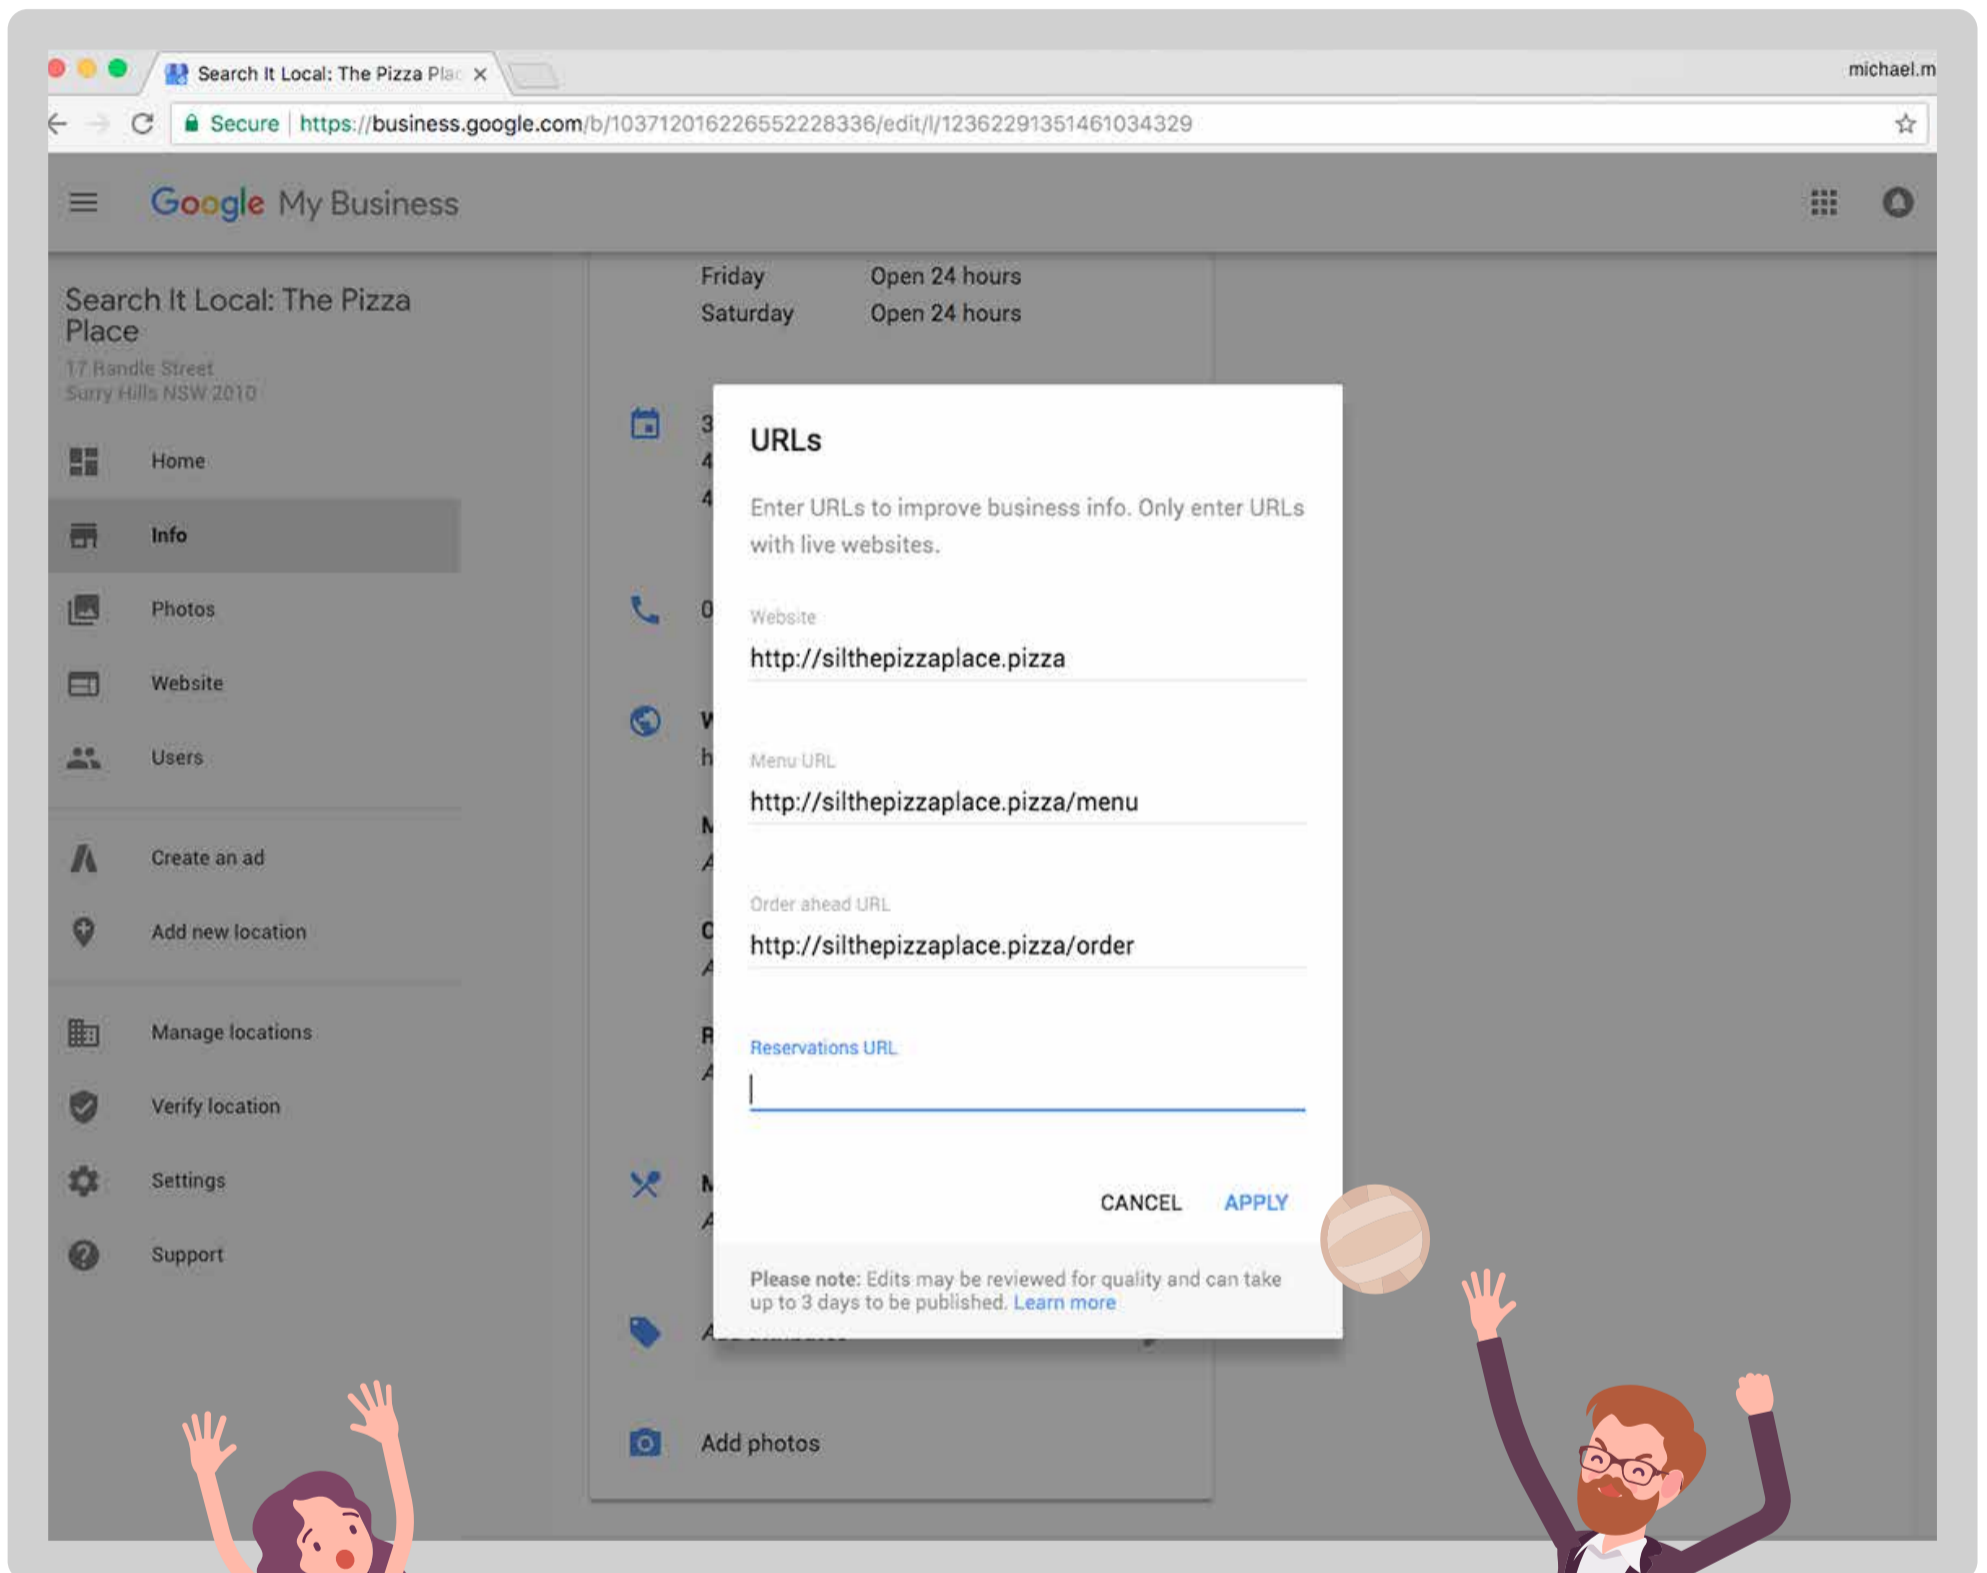 Search It Local: The Pizza Plac
michael.m
Secure https://business.google.com/b/103712016226552228336/edit/l/12362291351461034329
Google My Business
Search It Local: The Pizza
Place
17 Randle Street
Surry Hills NSW 2010
Home
Info
Photos
Website
Users
Create an ad
Add new location
Manage locations
Verify location
Settings
Support
Friday Open 24 hours
Saturday Open 24 hours
3
4
4
0
W
h
M
A
O
A
R
A
M
A
URLs
Enter URLs to improve business info. Only enter URLs
with live websites.
Website
http://silthepizzaplace.pizza
Menu URL
http://silthepizzaplace.pizza/menu
Order ahead URL
http://silthepizzaplace.pizza/order
Reservations URL
CANCEL APPLY
Please note: Edits may be reviewed for quality and can take
up to 3 days to be published. Learn more
Add photos